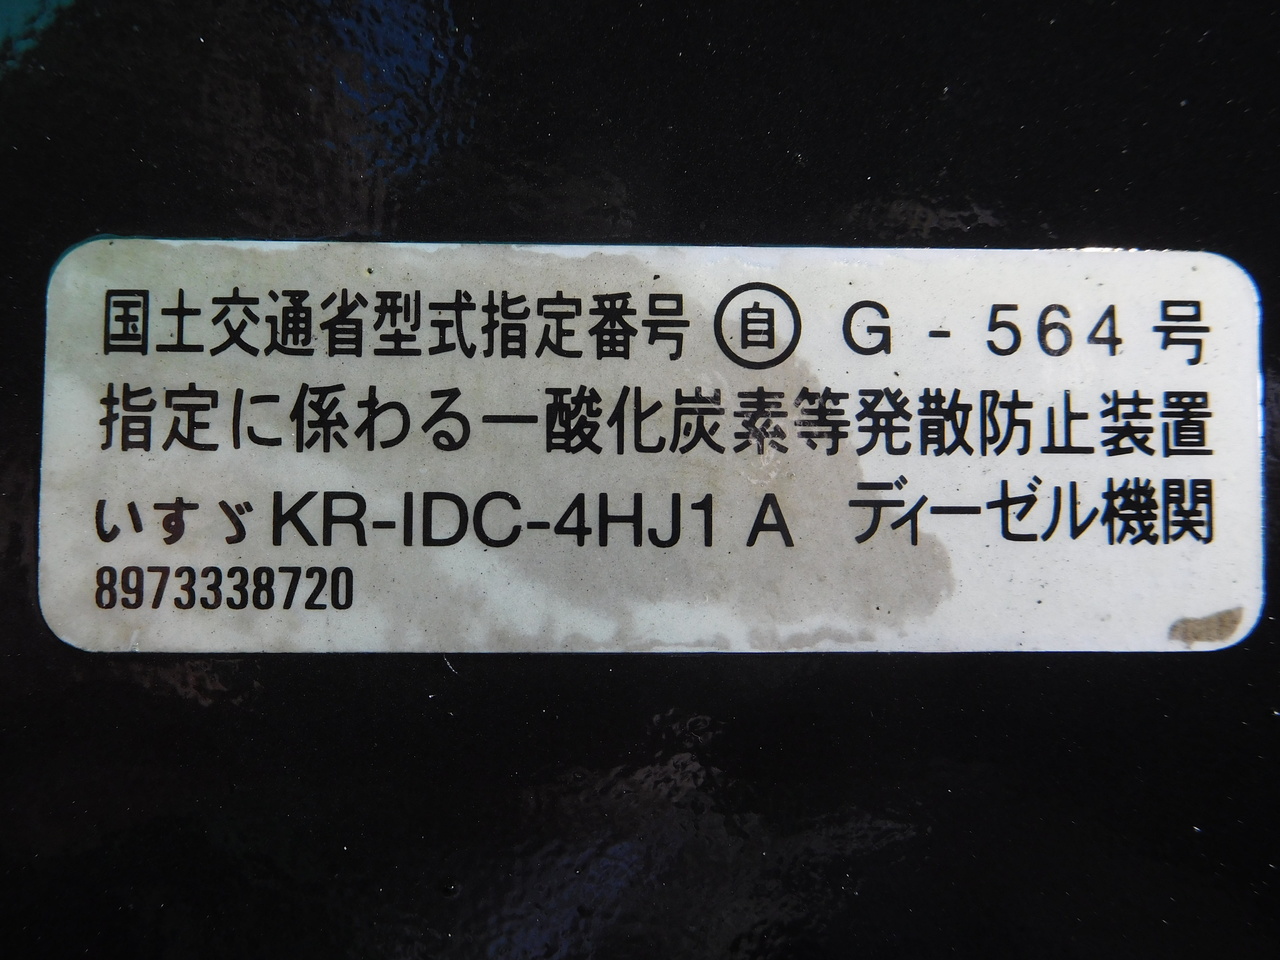 国土交通省型式指定番号 ㊀自 G - 564 号
指定に係わる一酸化炭素等発散防止装置
いすゞ KR-IDC-4HJ1 A ディーゼル機関
8973338720